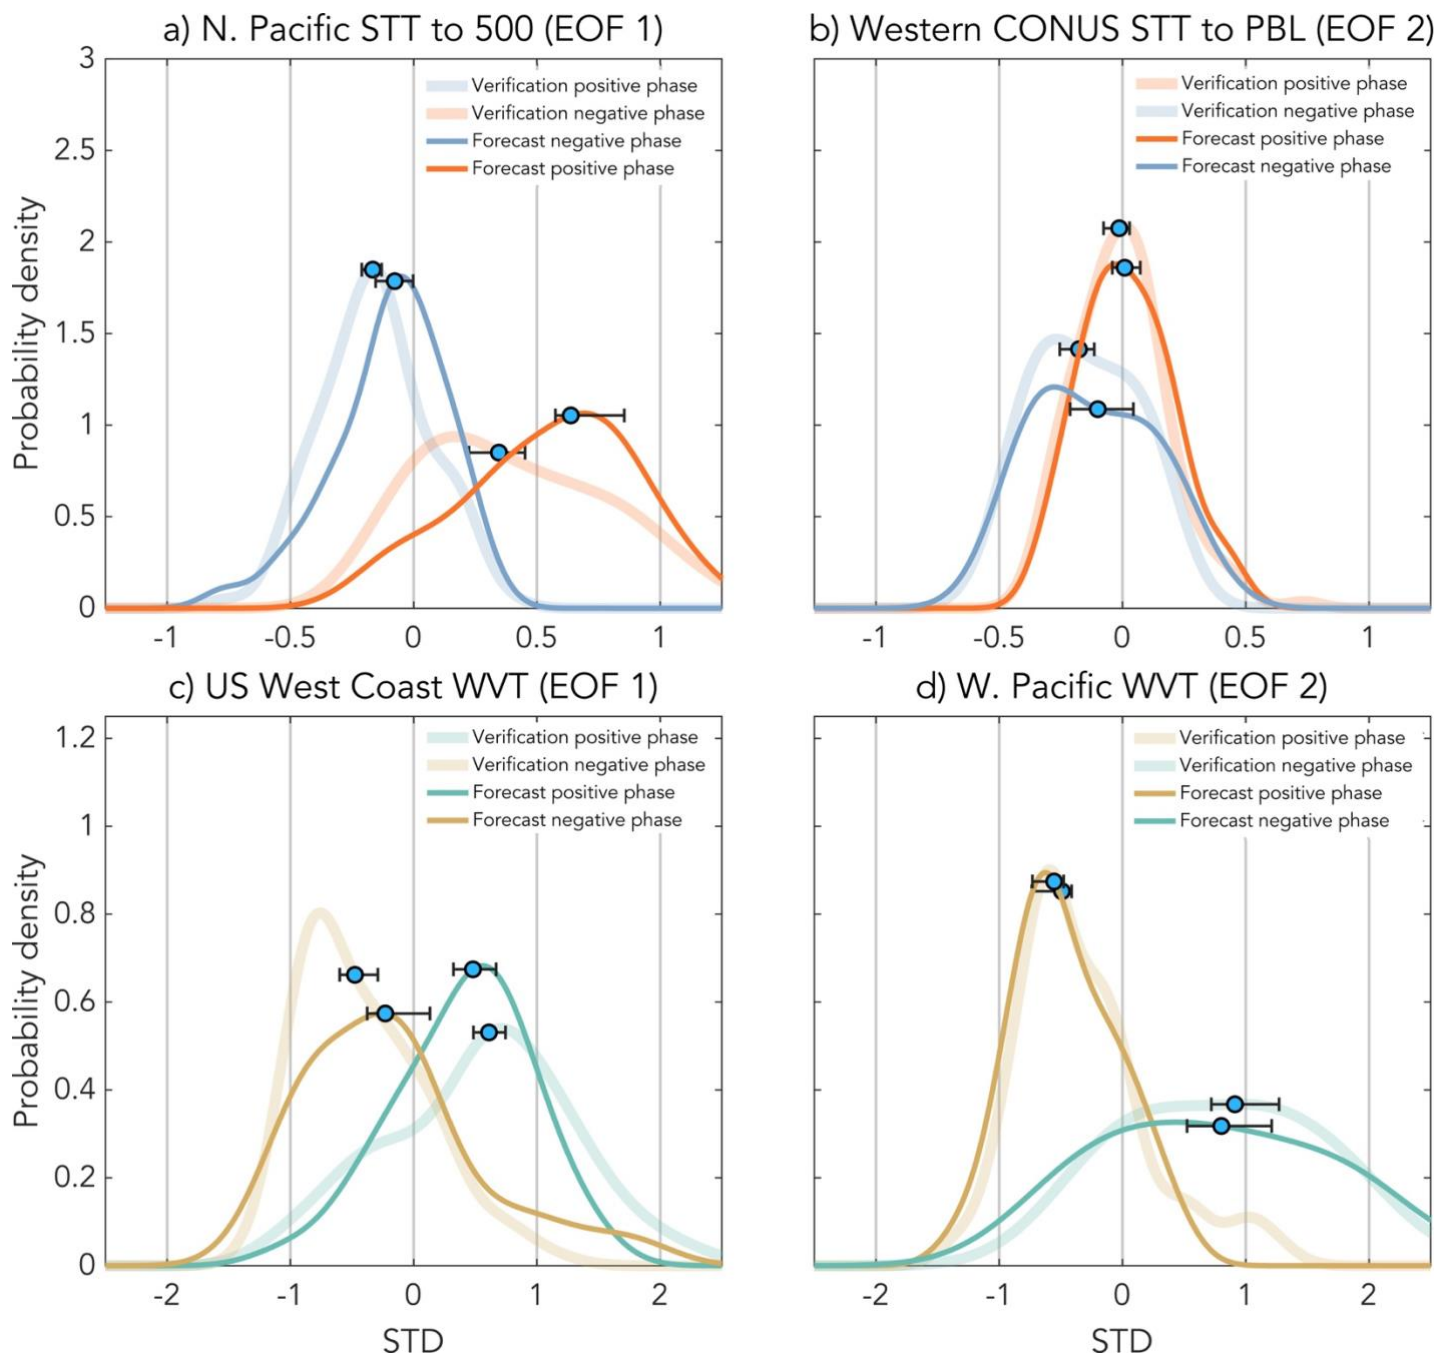 a) N. Pacific STT to 500 (EOF 1)
3
2.5
2
1.5
1
0.5
0
Probability density
Verification positive phase
Verification negative phase
Forecast negative phase
Forecast positive phase
-1
-0.5
0
0.5
1
b) Western CONUS STT to PBL (EOF 2)
Verification positive phase
Verification negative phase
Forecast positive phase
Forecast negative phase
-1
-0.5
0
0.5
1
c) US West Coast WVT (EOF 1)
1.2
1
0.8
0.6
0.4
0.2
0
Probability density
Verification positive phase
Verification negative phase
Forecast positive phase
Forecast negative phase
-2
-1
0
1
2
STD
d) W. Pacific WVT (EOF 2)
Verification positive phase
Verification negative phase
Forecast positive phase
Forecast negative phase
-2
-1
0
1
2
STD